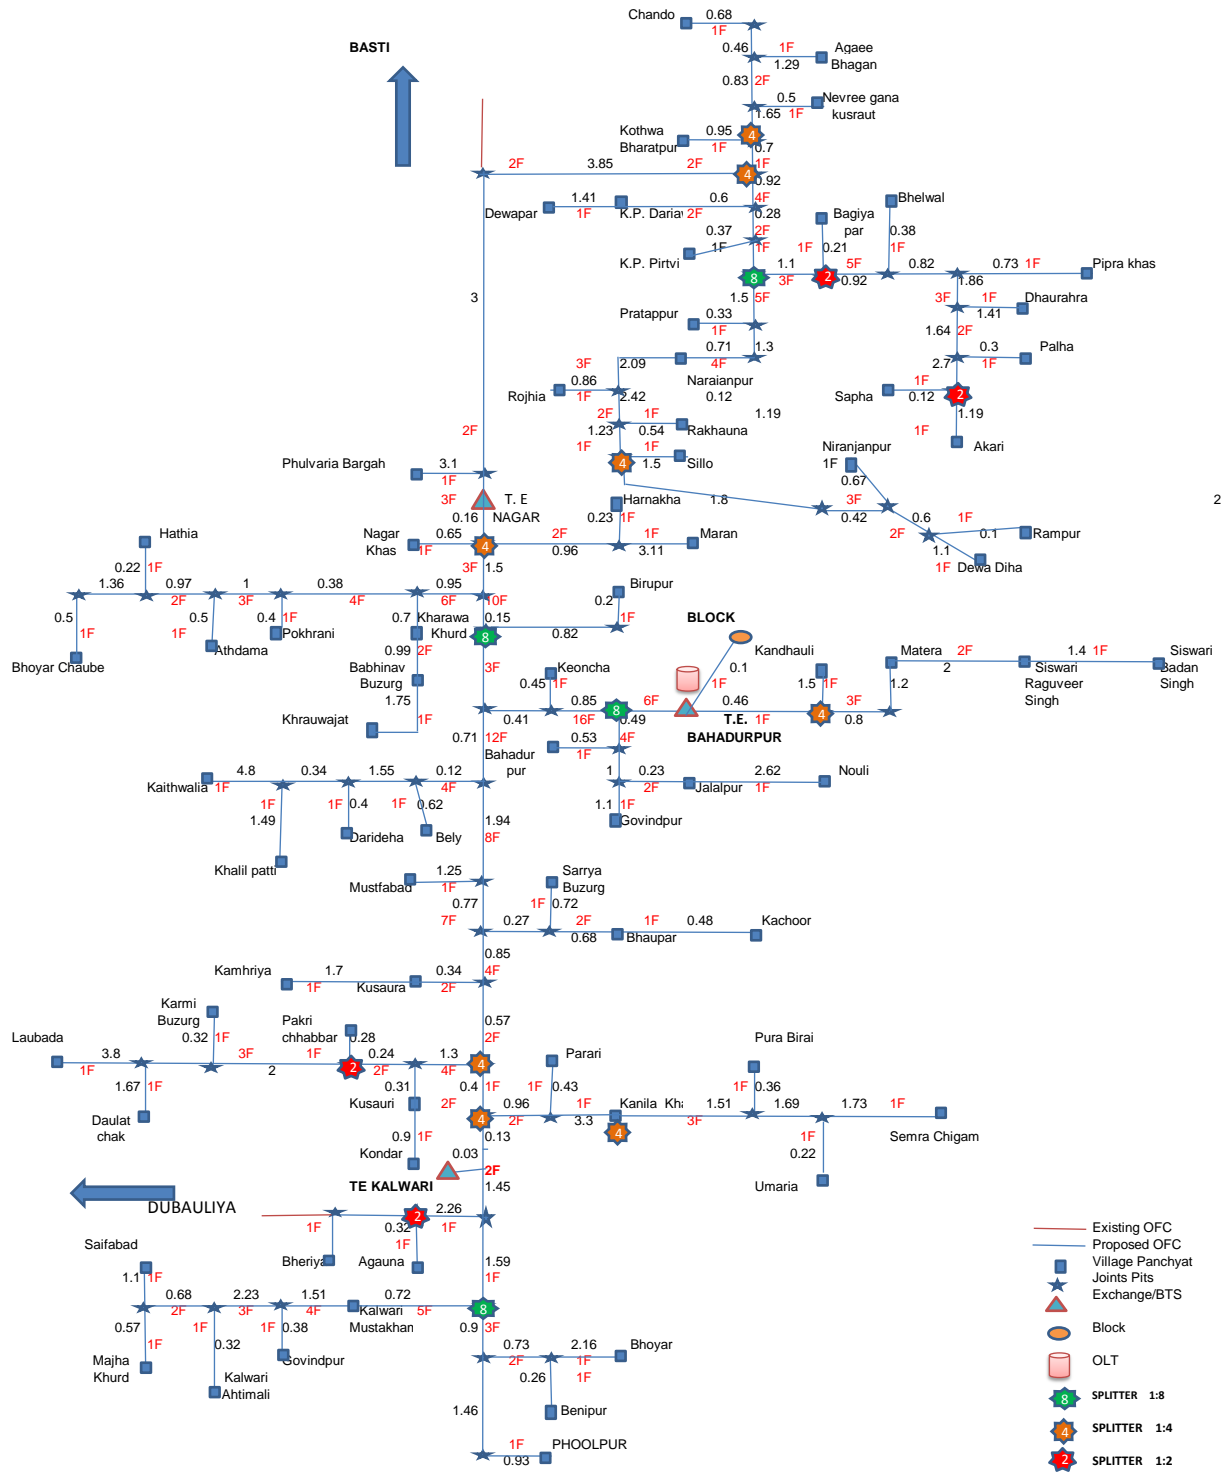 Chando
0.68
1F
BASTI
0.46
1F
Agaee
Bhagan
1.29
0.83
2F
0.5
Nevree gana
kusraut
1.65
1F
Kothwa
Bharatpur
0.95
1F
4
0.7
2F
3.85
2F
1F
4
0.92
4F
Dewapar
1.41
1F
K.P. Dariav
0.6
2F
0.28
Bhelwal
Bagiya
par
0.37
2F
1F
1F
K.P. Pirtvi
1F
0.21
0.38
1F
8
1.1
3F
2
5F
0.92
0.82
0.73
1F
Pipra khas
1.86
3
1.5
5F
3F
1F
1.41
Dhaurahra
Pratappur
0.33
1F
1.64
2F
0.3
1F
Palha
3F
2.09
0.71
4F
1.3
2.7
Rojhia
0.86
1F
2.42
Naraianpur
0.12
1.19
Sapha
1F
0.12
2
1.19
2F
1F
2F
1.23
0.54
Rakhauna
1F
Akari
Niranjanpur
1F
1F
Phulvaria Bargah
3.1
1F
4
1.5
Sillo
1F
0.67
3F
T. E
NAGAR
Harnakha
1.8
3F
0.42
2
0.16
0.23
1F
0.6
1F
Hathia
Nagar
Khas
0.65
1F
4
2F
0.96
1F
3.11
Maran
2F
0.1
Rampur
1.1
1F
Dewa Diha
0.22
1F
3F
1.5
1.36
0.97
2F
1
3F
0.38
4F
0.95
6F
10F
Birupur
0.2
0.5
1F
0.5
1F
0.4
1F
0.7
Kharawa
Khurd
0.15
8
0.82
1F
BLOCK
Bhoyar Chaube
Athdama
Pokhrani
0.99
2F
3F
Babhinav
Buzurg
Keoncha
0.45
1F
0.1
1F
Kandhauli
1.5
1F
Matera
2F
2
1.4
1F
Siswari
Raguveer
Singh
Siswari
Badan
Singh
1.75
1F
Khrauwajat
0.41
0.85
16F
8
6F
0.49
0.46
1F
T.E.
BAHADURPUR
4
3F
0.8
1.2
0.71
12F
Bahadur
pur
0.53
1F
4F
Kaithwalia
4.8
1F
0.34
1.55
0.12
4F
1
0.23
2F
Jalalpur
2.62
1F
Nouli
1F
1.49
1F
0.4
1F
0.62
1.1
1F
Govindpur
1.94
8F
Khalil patti
Darideha
Bely
Mustfabad
1.25
1F
Sarrya
Buzurg
0.77
7F
1F
0.72
0.27
2F
0.68
1F
0.48
Bhaupar
Kachoor
0.85
4F
Kamhriya
1.7
1F
Kusaura
0.34
2F
Karmi
Buzurg
Pakri
chhabbar
0.57
2F
Laubada
3.8
1F
0.32
1F
3F
2
1F
0.28
2
0.24
2F
1.3
4F
4
Parari
Pura Birai
1.67
1F
0.31
0.4
1F
1F
0.43
1F
0.36
Daulat
chak
Kusauri
2F
4
0.96
2F
1F
3.3
Kanila Kha
4
1.51
3F
1.69
1.73
1F
Semra Chigam
0.9
1F
0.13
1F
0.22
Kondar
0.03
2F
Umaria
TE KALWARI
1.45
DUBAULIYA
1F
0.32
2
2.26
1F
1F
Bheriya
Agauna
Saifabad
1.1
1F
1.59
1F
0.68
2F
2.23
3F
1.51
4F
0.72
5F
8
Kalwari
Mustakham
0.57
1F
1F
0.32
1F
0.38
0.9
3F
Majha
Khurd
Kalwari
Ahtimali
Govindpur
0.73
2F
2.16
1F
1F
Bhoyar
0.26
1.46
Benipur
1F
0.93
PHOOLPUR
Existing OFC
Proposed OFC
Village Panchyat
Joints Pits
Exchange/BTS
Block
OLT
8
SPLITTER 1:8
4
SPLITTER 1:4
2
SPLITTER 1:2